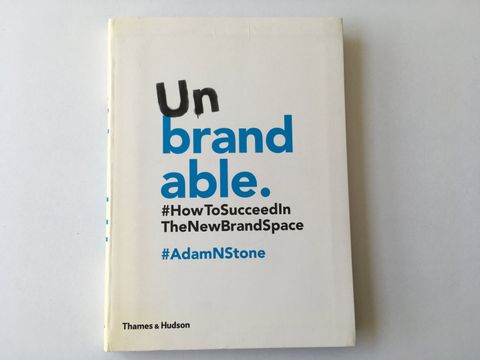 Un
brand
able.
#HowToSucceedIn
TheNewBrandSpace
#AdamNStone
Thames & Hudson